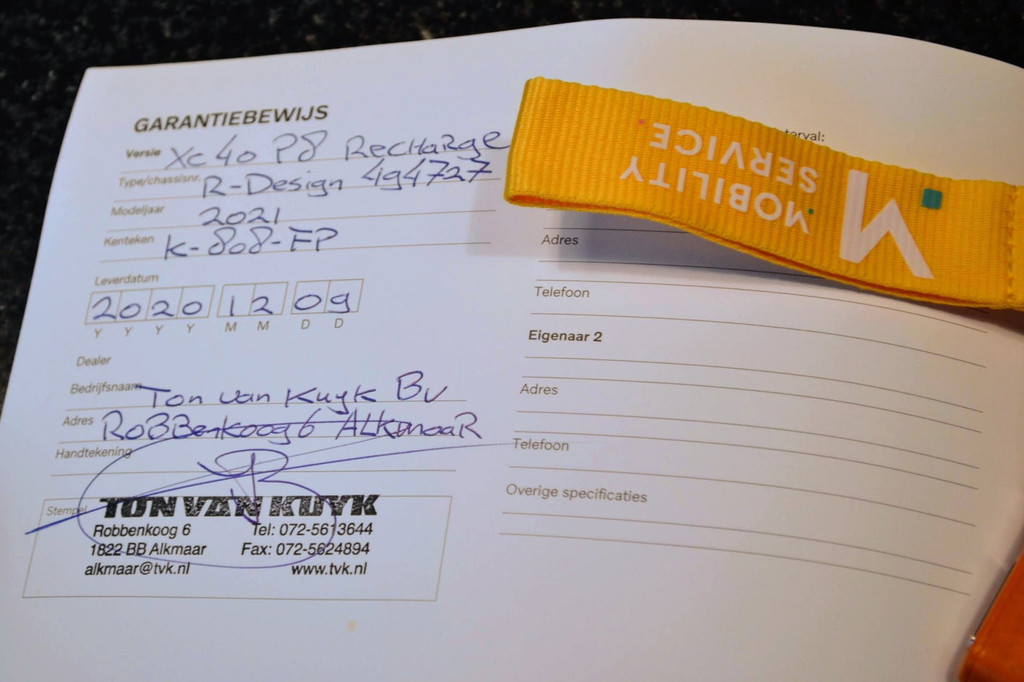 GARANTIEBEWIJS
Versie XC40 P8 RECHARGE
Type/chassisnr. R-Design 494727
Modeljaar 2021
Kenteken K-808-FP
Leverdatum
2020 12 09
Y Y Y Y M M D D
Dealer
Bedrijfsnaam Ton van Kuyk BV
Adres ROBBenkoog 6 ALKmaaR
Handtekening
Stempel TON VAN KUYK
Robbenkoog 6 Tel: 072-5613644
1822 BB Alkmaar Fax: 072-5624894
alkmaar@tvk.nl www.tvk.nl
MOBILITY
SERVICE
Adres
Telefoon
Eigenaar 2
Adres
Telefoon
Overige specificaties